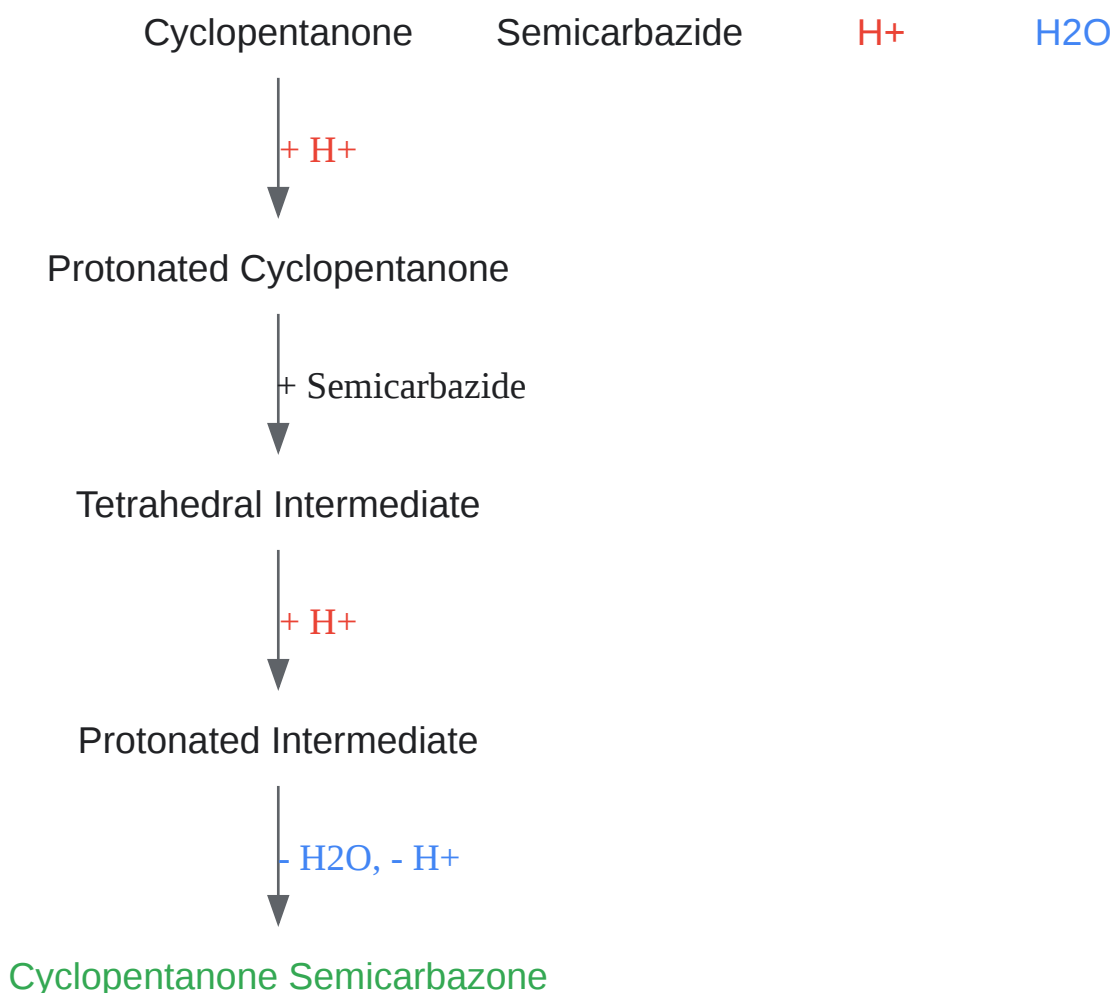 Cyclopentanone Semicarbazide H+ H2O
+ H+
Protonated Cyclopentanone
+ Semicarbazide
Tetrahedral Intermediate
+ H+
Protonated Intermediate
- H2O, - H+
Cyclopentanone Semicarbazone